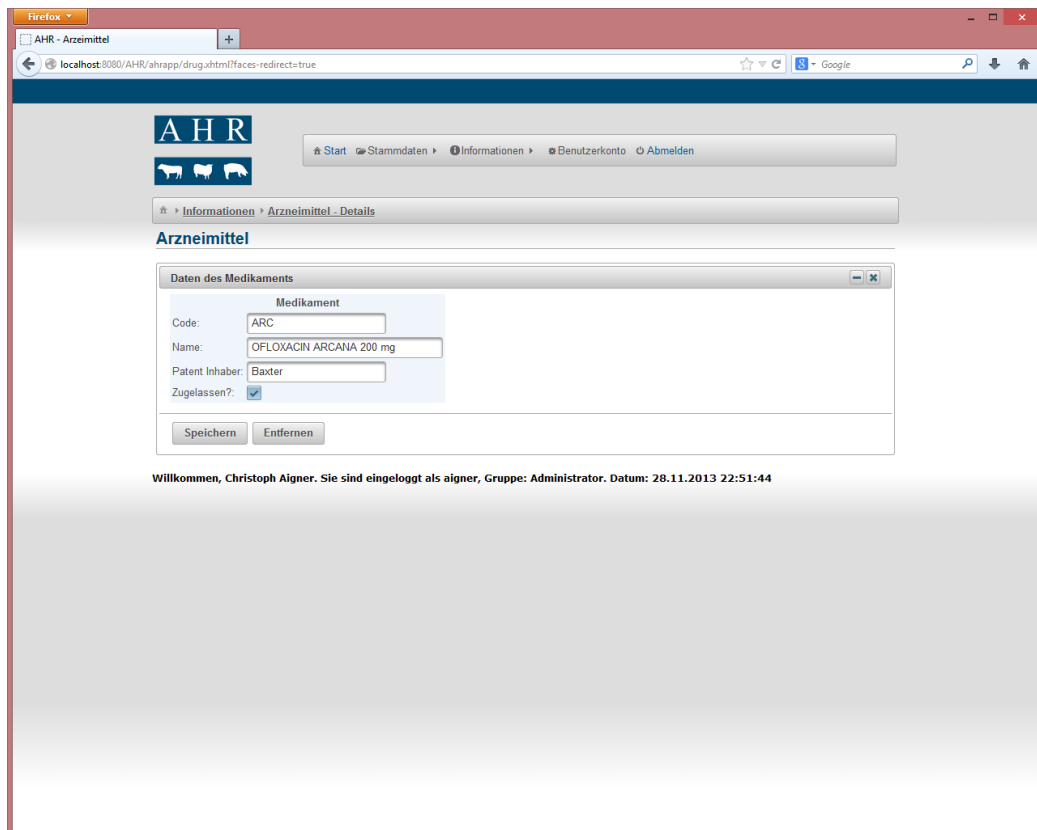 Firefox
AHR - Arzeimittel
localhost:8080/AHR/ahrapp/drug.xhtml?faces-redirect=true
Google
A H R
Start Stammdaten Informationen Benutzerkonto Abmelden
Informationen Arzneimittel - Details
Arzneimittel
Daten des Medikaments
Medikament
Code: ARC
Name: OFLOXACIN ARCANA 200 mg
Patent Inhaber: Baxter
Zugelassen?:
Speichern Entfernen
Willkommen, Christoph Aigner. Sie sind eingeloggt als aigner, Gruppe: Administrator. Datum: 28.11.2013 22:51:44